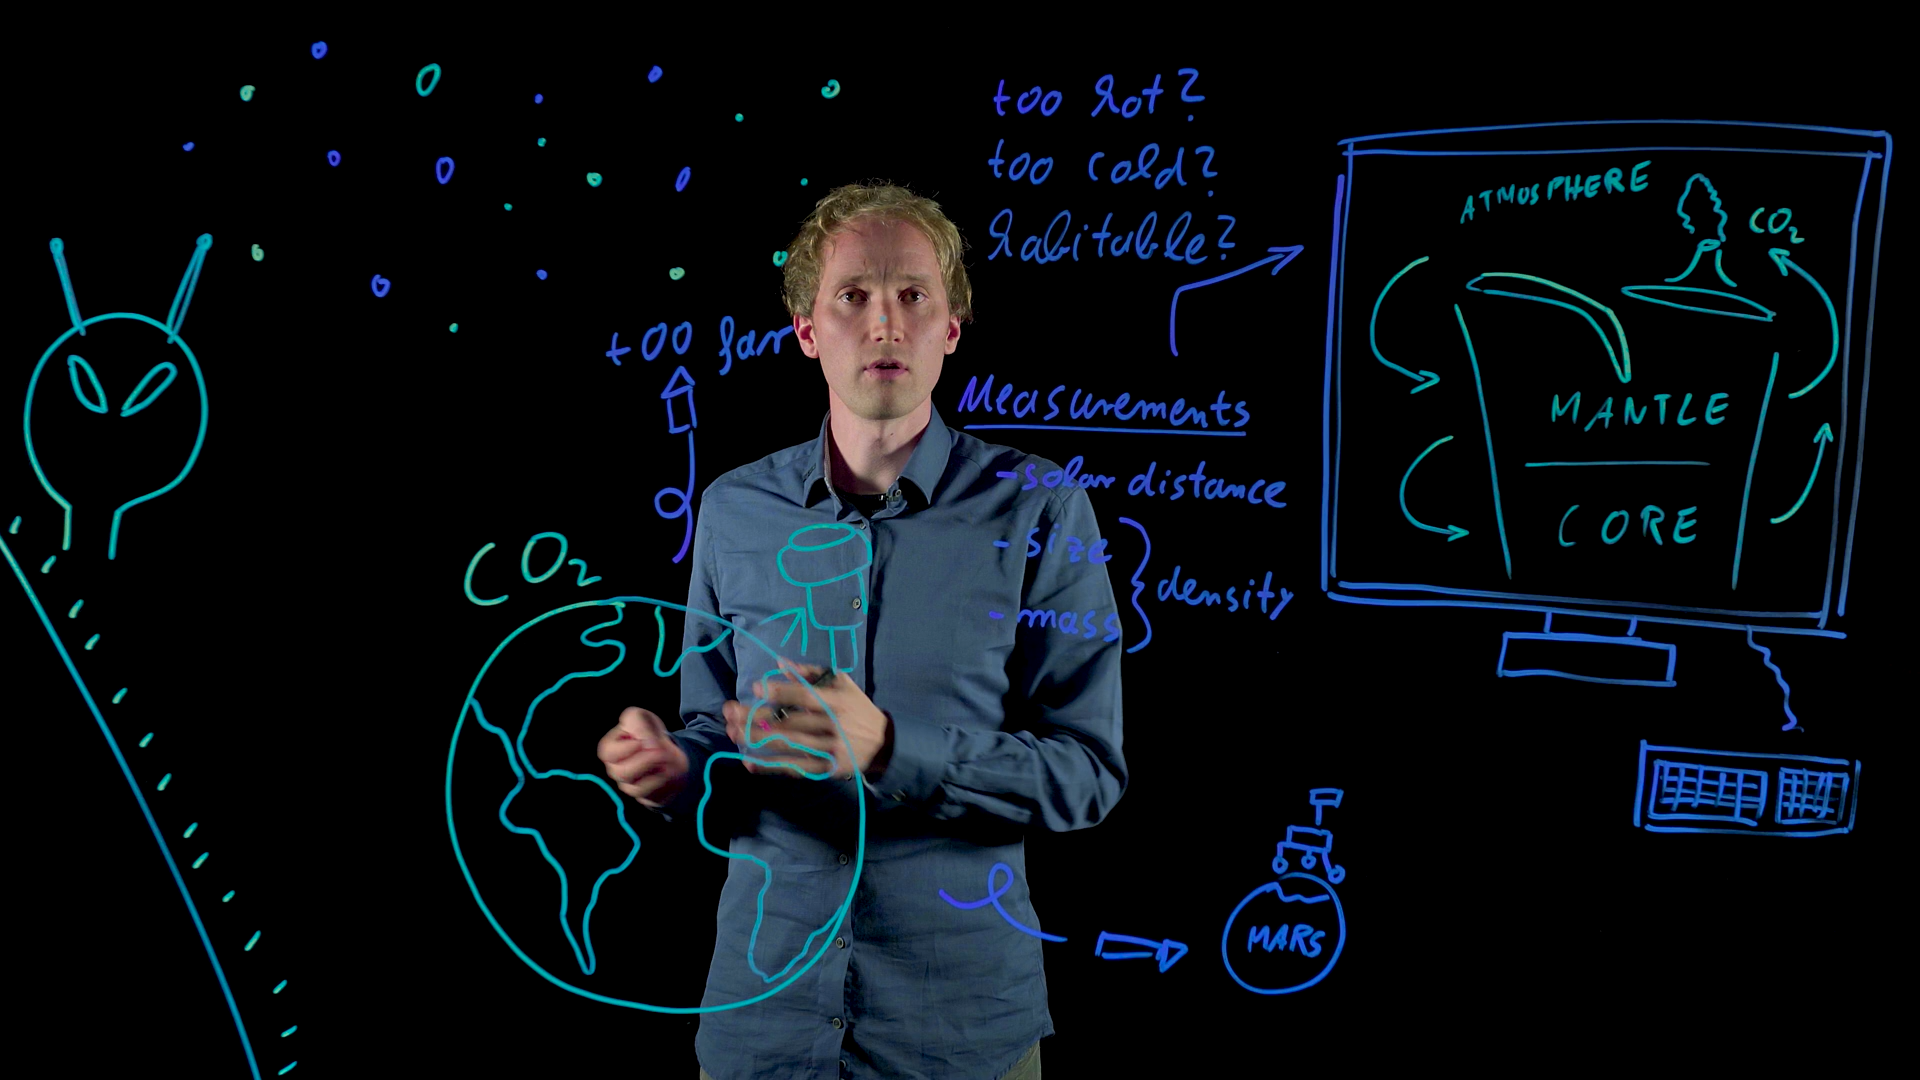 too hot?
too cold?
habitable?
too far
Measurements
- solar distance
- size
- mass
density
CO₂
ATMOSPHERE
CO₂
MANTLE
CORE
MARS